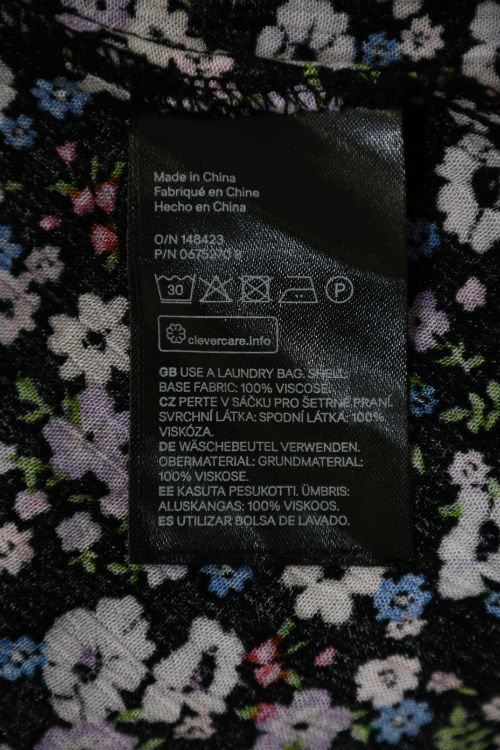 Made in China
Fabriqué en Chine
Hecho en China
O/N 148423
P/N 0675270 8
30
P
clevercare.info
GB USE A LAUNDRY BAG. SHELL:
BASE FABRIC: 100% VISCOSE.
CZ PERTE V SÁČKU PRO ŠETRNÉ PRANÍ.
SVRCHNÍ LÁTKA: SPODNÍ LÁTKA: 100%
VISKÓZA.
DE WÄSCHEBEUTEL VERWENDEN.
OBERMATERIAL: GRUNDMATERIAL:
100% VISKOSE.
EE KASUTA PESUKOTTI. ÜMBRIS:
ALUSKANGAS: 100% VISKOOS.
ES UTILIZAR BOLSA DE LAVADO.